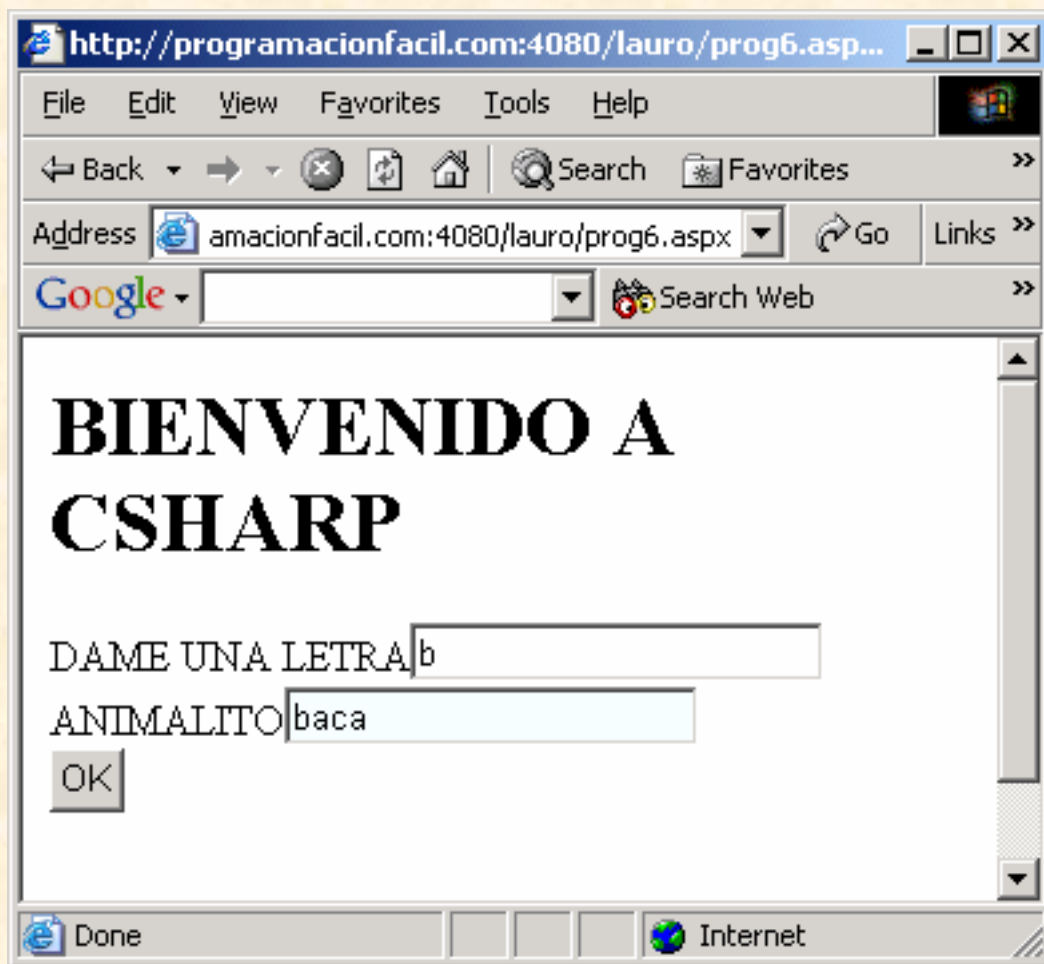 http://programacionfacil.com:4080/lauro/prog6.asp...
File Edit View Favorites Tools Help
Back Search Favorites »
Address amacionfacil.com:4080/lauro/prog6.aspx Go Links »
Google Search Web »
BIENVENIDO A
CSHARP
DAME UNA LETRA b
ANIMALITO baca
OK
Done Internet